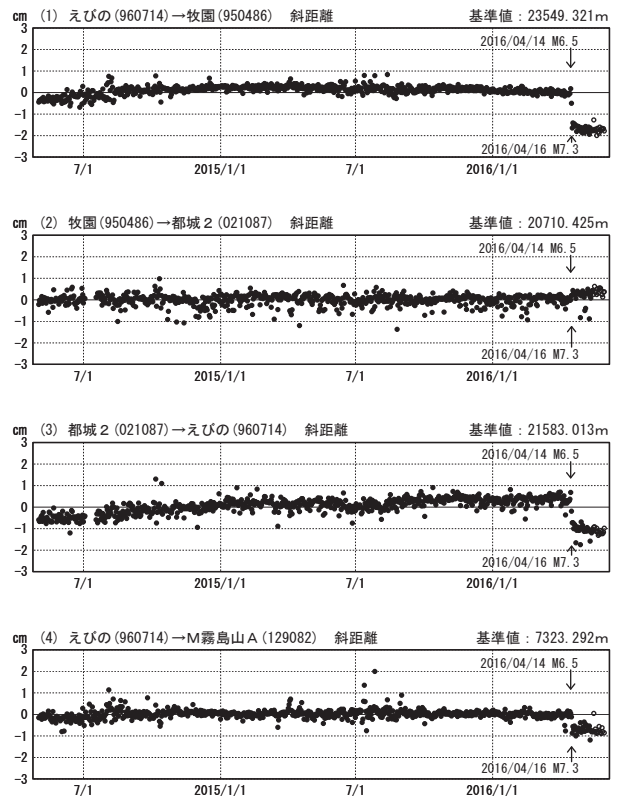 cm (1) えびの(960714)→牧園(950486) 斜距離 基準値：23549.321m
3
2
1
0
-1
-2
-3
2016/04/14 M6.5
2016/04/16 M7.3
7/1 2015/1/1 7/1 2016/1/1
cm (2) 牧園(950486)→都城２(021087) 斜距離 基準値：20710.425m
3
2
1
0
-1
-2
-3
2016/04/14 M6.5
2016/04/16 M7.3
7/1 2015/1/1 7/1 2016/1/1
cm (3) 都城２(021087)→えびの(960714) 斜距離 基準値：21583.013m
3
2
1
0
-1
-2
-3
2016/04/14 M6.5
2016/04/16 M7.3
7/1 2015/1/1 7/1 2016/1/1
cm (4) えびの(960714)→Ｍ霧島山Ａ(129082) 斜距離 基準値：7323.292m
3
2
1
0
-1
-2
-3
2016/04/14 M6.5
2016/04/16 M7.3
7/1 2015/1/1 7/1 2016/1/1